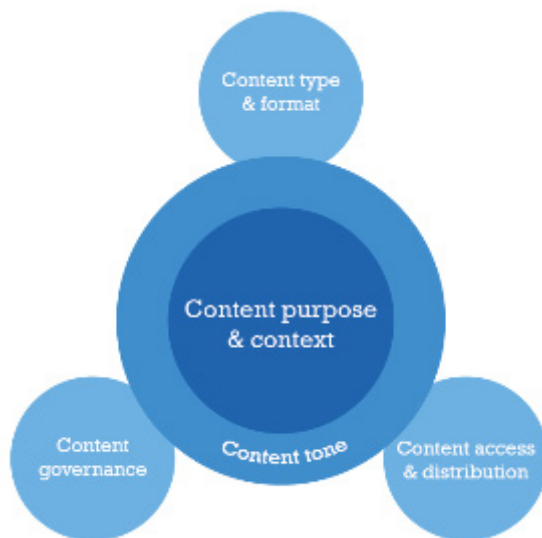 Content type
& format
Content purpose
& context
Content tone
Content
governance
Content access
& distribution